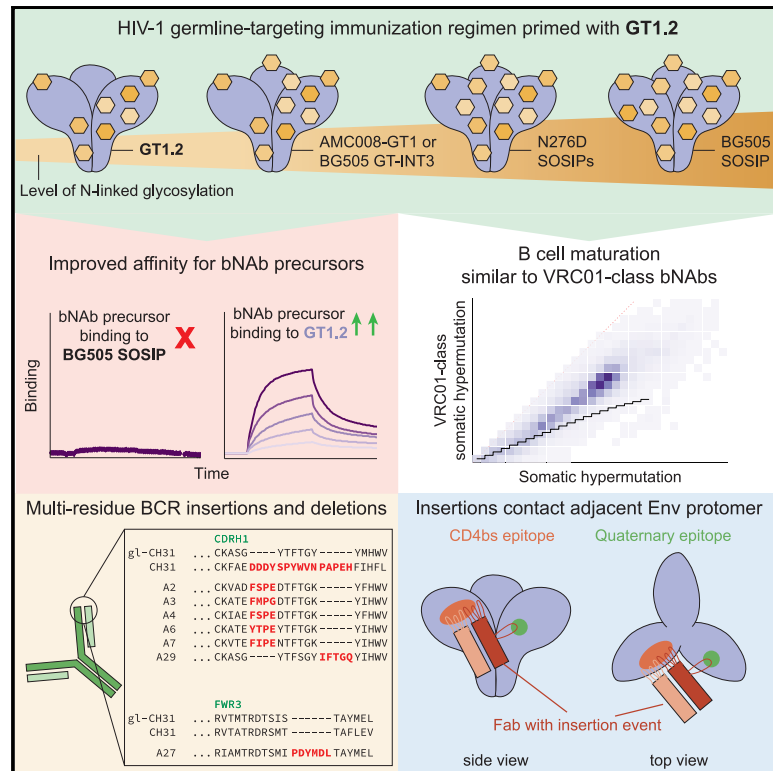 HIV-1 germline-targeting immunization regimen primed with GT1.2
GT1.2
AMC008-GT1 or
BG505 GT-INT3
N276D
SOSIPs
BG505
SOSIP
Level of N-linked glycosylation
Improved affinity for bNAb precursors
bNAb precursor
binding to
BG505 SOSIP
X
bNAb precursor
binding to GT1.2
Binding
Time
B cell maturation
similar to VRC01-class bNAbs
VRC01-class
somatic hypermutation
Somatic hypermutation
Multi-residue BCR insertions and deletions
CDRH1
gl-CH31 ...CKASG----YTFTGY-----YMHWV
CH31 ...CKFAEDDDYSPYWVN PAPEHFIHFL
A2 ...CKVADFSPEDTFTGK-----YFHWV
A3 ...CKATEFMPGDTFTGK-----YIHWV
A4 ...CKIAEFSPEDTFTGK-----YFHWV
A6 ...CKATEYTPEYTFTGK-----YIHWV
A7 ...CKVTEFIPENTFTGK-----YIHWV
A29 ...CKASG----YTFSGYIFTGQYIHWV
FWR3
gl-CH31 ...RVTMTRDTSIS------TAYMEL
CH31 ...RVTATRDRSMT------TAFLEV
A27 ...RIAMTRDTSMIPDYMDLTAYMEL
Insertions contact adjacent Env protomer
CD4bs epitope
Quaternary epitope
Fab with insertion event
side view
top view